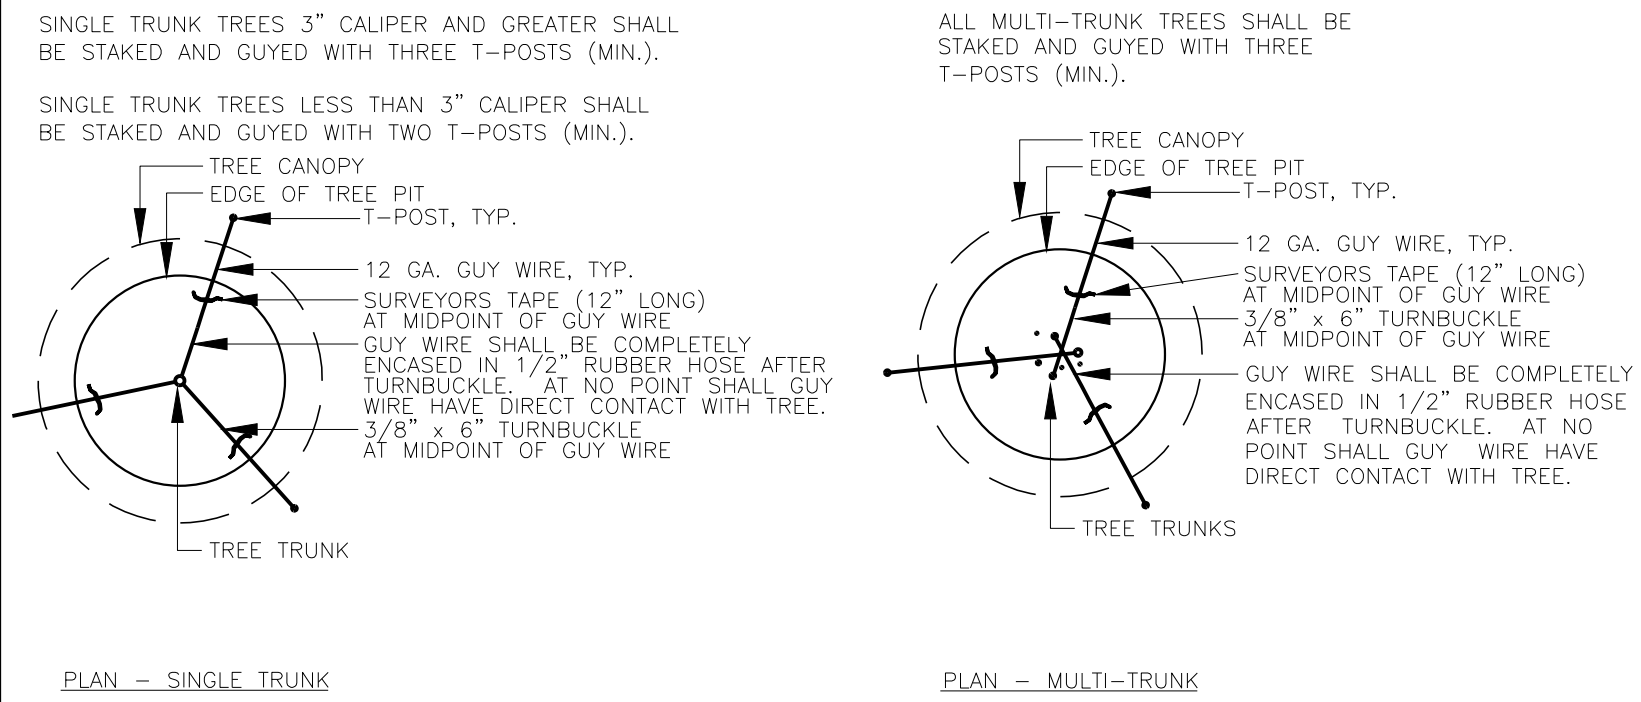 SINGLE TRUNK TREES 3" CALIPER AND GREATER SHALL
BE STAKED AND GUYED WITH THREE T-POSTS (MIN.).
SINGLE TRUNK TREES LESS THAN 3" CALIPER SHALL
BE STAKED AND GUYED WITH TWO T-POSTS (MIN.).
TREE CANOPY
EDGE OF TREE PIT
T-POST, TYP.
12 GA. GUY WIRE, TYP.
SURVEYORS TAPE (12" LONG)
AT MIDPOINT OF GUY WIRE
GUY WIRE SHALL BE COMPLETELY
ENCASED IN 1/2" RUBBER HOSE AFTER
TURNBUCKLE. AT NO POINT SHALL GUY
WIRE HAVE DIRECT CONTACT WITH TREE.
3/8" x 6" TURNBUCKLE
AT MIDPOINT OF GUY WIRE
TREE TRUNK
PLAN - SINGLE TRUNK
ALL MULTI-TRUNK TREES SHALL BE
STAKED AND GUYED WITH THREE
T-POSTS (MIN.).
TREE CANOPY
EDGE OF TREE PIT
T-POST, TYP.
12 GA. GUY WIRE, TYP.
SURVEYORS TAPE (12" LONG)
AT MIDPOINT OF GUY WIRE
3/8" x 6" TURNBUCKLE
AT MIDPOINT OF GUY WIRE
GUY WIRE SHALL BE COMPLETELY
ENCASED IN 1/2" RUBBER HOSE
AFTER TURNBUCKLE. AT NO
POINT SHALL GUY WIRE HAVE
DIRECT CONTACT WITH TREE.
TREE TRUNKS
PLAN - MULTI-TRUNK